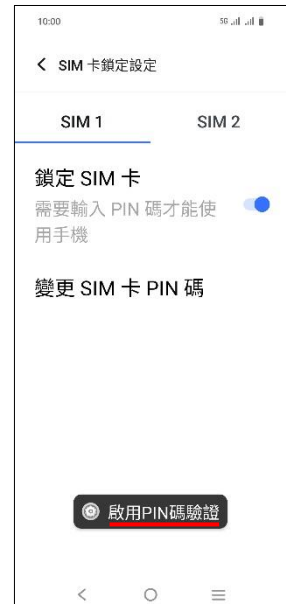 10:00 5G
SIM 卡鎖定設定
SIM 1 SIM 2
鎖定 SIM 卡
需要輸入 PIN 碼才能使
用手機
變更 SIM 卡 PIN 碼
啟用PIN碼驗證